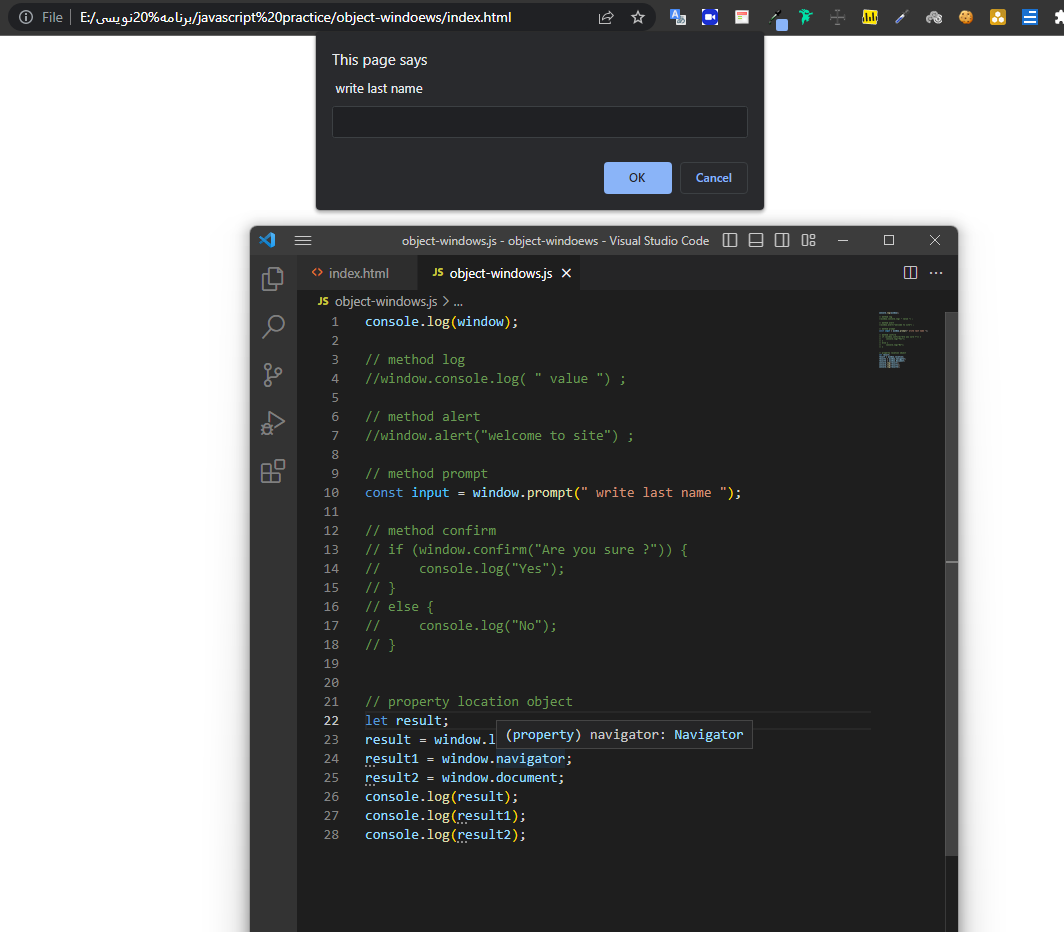 File E:/برنامه%20نویسی/javascript%20practice/object-windoews/index.html
This page says
write last name
OK Cancel
object-windows.js - object-windoews - Visual Studio Code
<> index.html JS object-windows.js
JS object-windows.js > ...
1 console.log(window);
2
3 // method log
4 //window.console.log( " value ") ;
5
6 // method alert
7 //window.alert("welcome to site") ;
8
9 // method prompt
10 const input = window.prompt(" write last name ");
11
12 // method confirm
13 // if (window.confirm("Are you sure ?")) {
14 //     console.log("Yes");
15 // }
16 // else {
17 //     console.log("No");
18 // }
19
20
21 // property location object
22 let result;
(property) navigator: Navigator
23 result = window.l
24 result1 = window.navigator;
25 result2 = window.document;
26 console.log(result);
27 console.log(result1);
28 console.log(result2);